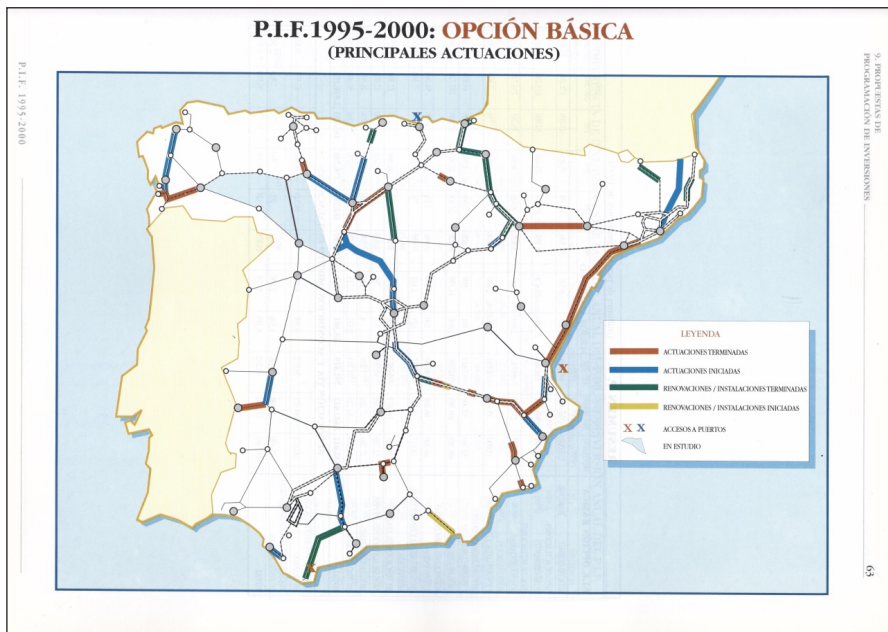 P.I.F.1995-2000: OPCIÓN BÁSICA
(PRINCIPALES ACTUACIONES)
P.I.F. 1995-2000
9. PROPUESTAS DE
PROGRAMACIÓN DE INVERSIONES
X
X
X
LEYENDA
ACTUACIONES TERMINADAS
ACTUACIONES INICIADAS
RENOVACIONES / INSTALACIONES TERMINADAS
RENOVACIONES / INSTALACIONES INICIADAS
X X ACCESOS A PUERTOS
EN ESTUDIO
63